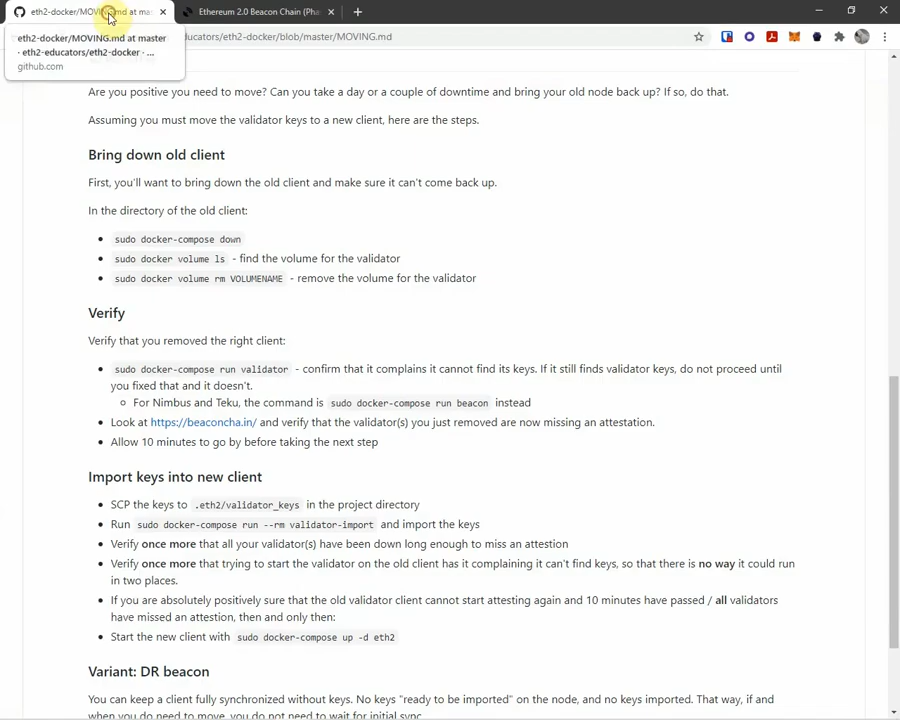 eth2-docker/MOVING.md at mas
Ethereum 2.0 Beacon Chain (Pha
eth2-docker/MOVING.md at master
· eth2-educators/eth2-docker · ...
github.com
ucators/eth2-docker/blob/master/MOVING.md
Are you positive you need to move? Can you take a day or a couple of downtime and bring your old node back up? If so, do that.
Assuming you must move the validator keys to a new client, here are the steps.
Bring down old client
First, you'll want to bring down the old client and make sure it can't come back up.
In the directory of the old client:
• sudo docker-compose down
• sudo docker volume ls - find the volume for the validator
• sudo docker volume rm VOLUMENAME - remove the volume for the validator
Verify
Verify that you removed the right client:
• sudo docker-compose run validator - confirm that it complains it cannot find its keys. If it still finds validator keys, do not proceed until
you fixed that and it doesn't.
○ For Nimbus and Teku, the command is sudo docker-compose run beacon instead
• Look at https://beaconcha.in/ and verify that the validator(s) you just removed are now missing an attestation.
• Allow 10 minutes to go by before taking the next step
Import keys into new client
• SCP the keys to .eth2/validator_keys in the project directory
• Run sudo docker-compose run --rm validator-import and import the keys
• Verify once more that all your validator(s) have been down long enough to miss an attestion
• Verify once more that trying to start the validator on the old client has it complaining it can't find keys, so that there is no way it could run
in two places.
• If you are absolutely positively sure that the old validator client cannot start attesting again and 10 minutes have passed / all validators
have missed an attestion, then and only then:
• Start the new client with sudo docker-compose up -d eth2
Variant: DR beacon
You can keep a client fully synchronized without keys. No keys "ready to be imported" on the node, and no keys imported. That way, if and
when you do need to move, you do not need to wait for initial sync.